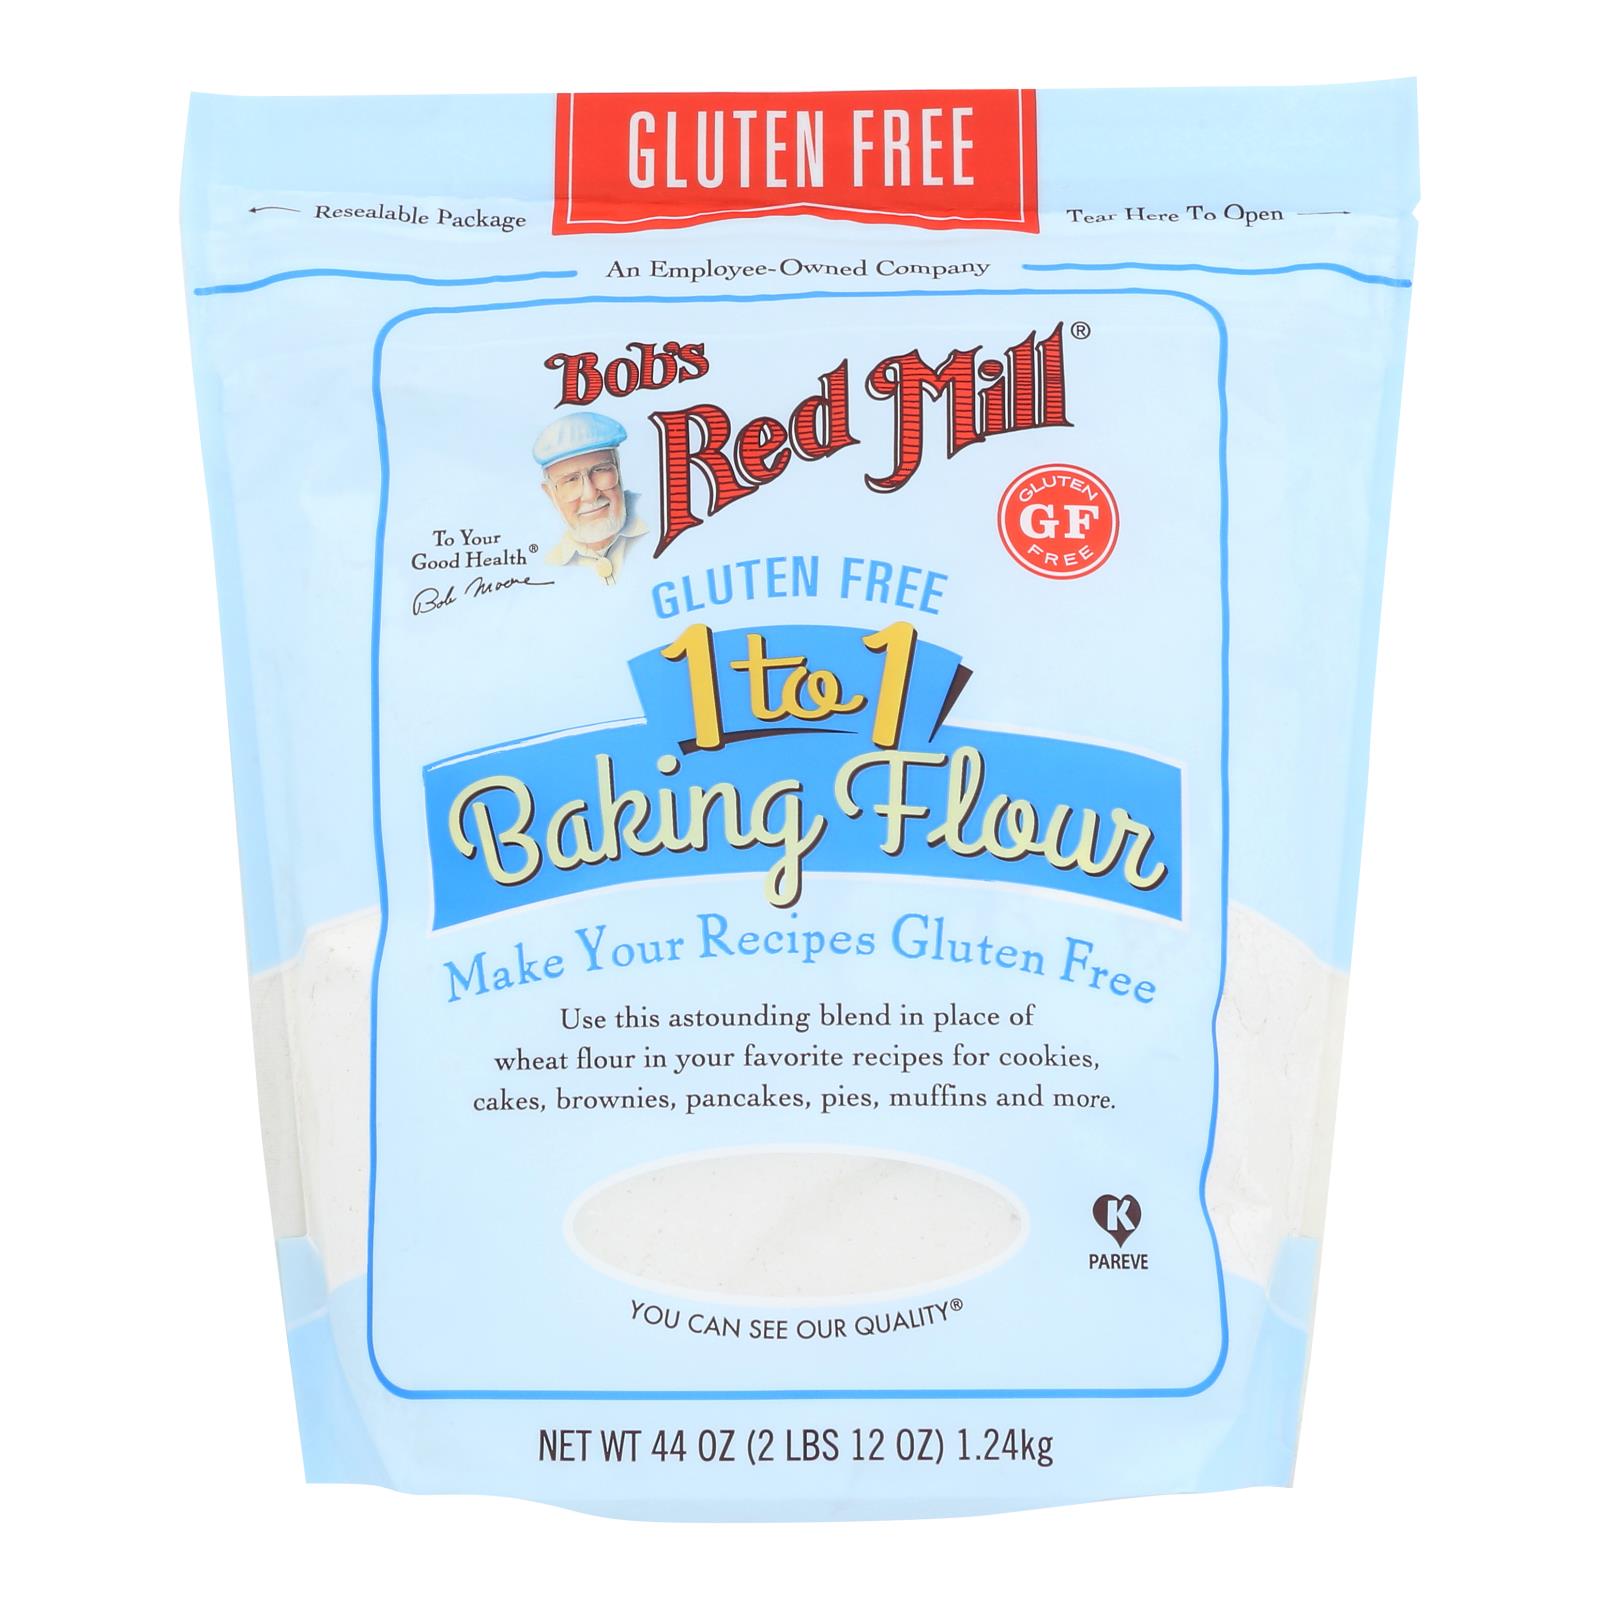 GLUTEN FREE
Resealable Package
Tear Here To Open
An Employee-Owned Company
Bob's
Red Mill®
To Your
Good Health®
Bob Moore
GLUTEN
GF
FREE
GLUTEN FREE
1 to 1
Baking Flour
Make Your Recipes Gluten Free
Use this astounding blend in place of
wheat flour in your favorite recipes for cookies,
cakes, brownies, pancakes, pies, muffins and more.
K
PAREVE
YOU CAN SEE OUR QUALITY®
NET WT 44 OZ (2 LBS 12 OZ) 1.24kg